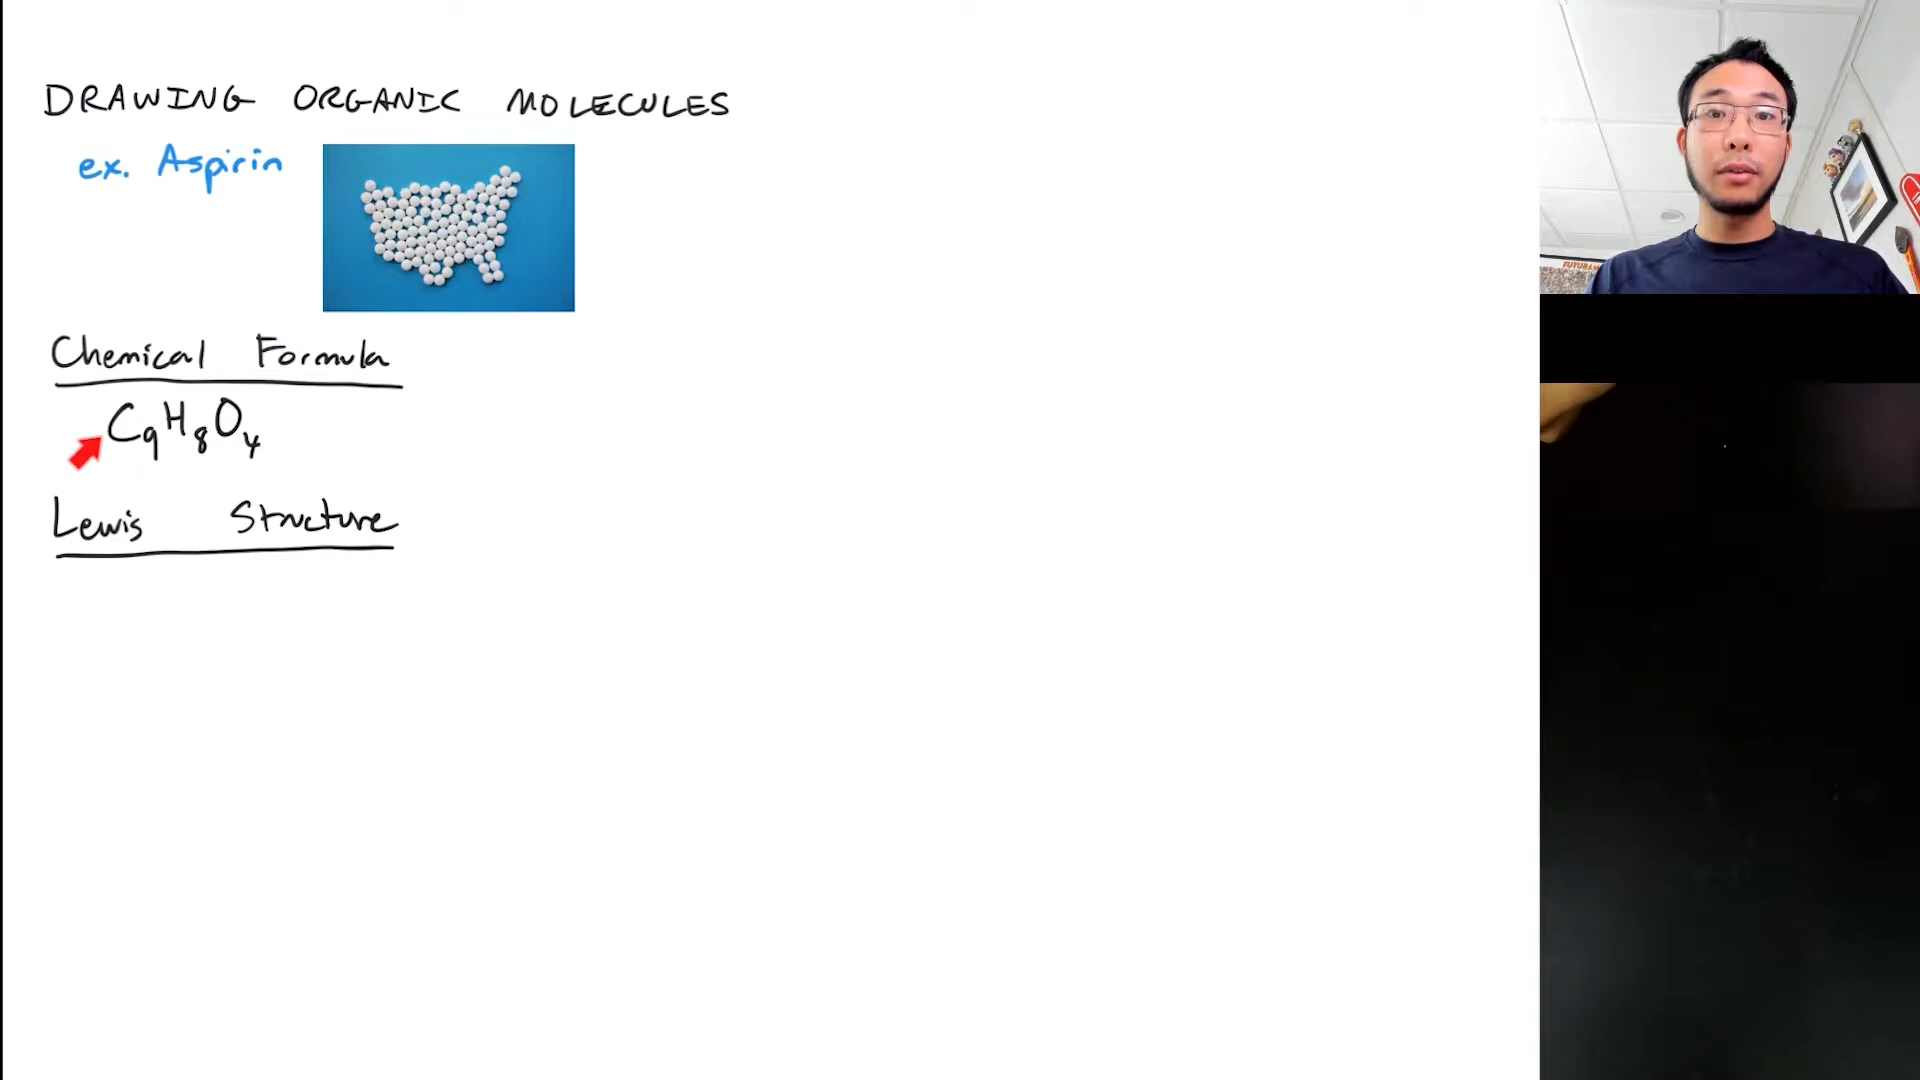 DRAWING ORGANIC MOLECULES
ex. Aspirin
Chemical Formula
C₉H₈O₄
Lewis Structure